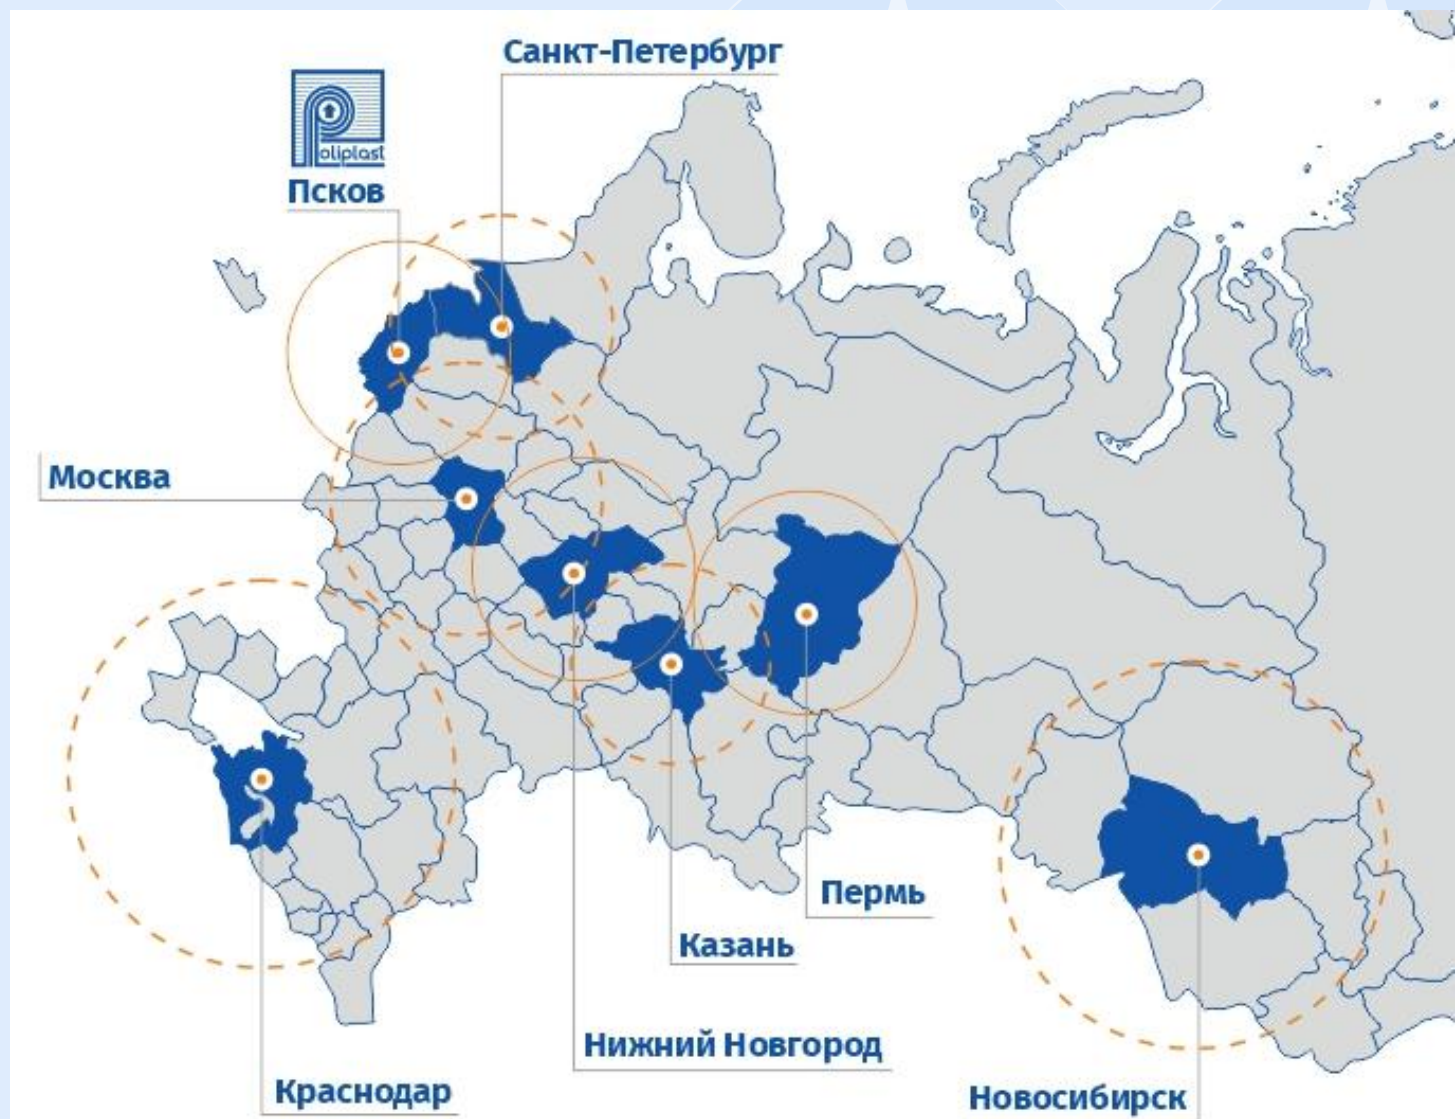 Санкт-Петербург
Poliplast
Псков
Москва
Пермь
Казань
Нижний Новгород
Краснодар
Новосибирск